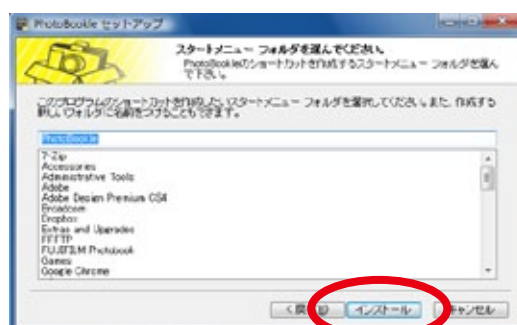 PhotoBookle セットアップ
スタートメニュー フォルダを選んでください。
PhotoBookleのショートカットを作成するスタートメニュー フォルダを選んで下さい。
このプログラムのショートカットを作成したいスタートメニュー フォルダを選択してください。また、作成する
新しいフォルダに名前をつけることもできます。
PhotoBookle
7-Zip
Accessories
Administrative Tools
Adobe
Adobe Design Premium CS4
Broadcom
Dropbox
Extras and Upgrades
FFFTP
FUJIFILM Photobook
Games
Google Chrome
インストール
キャンセル